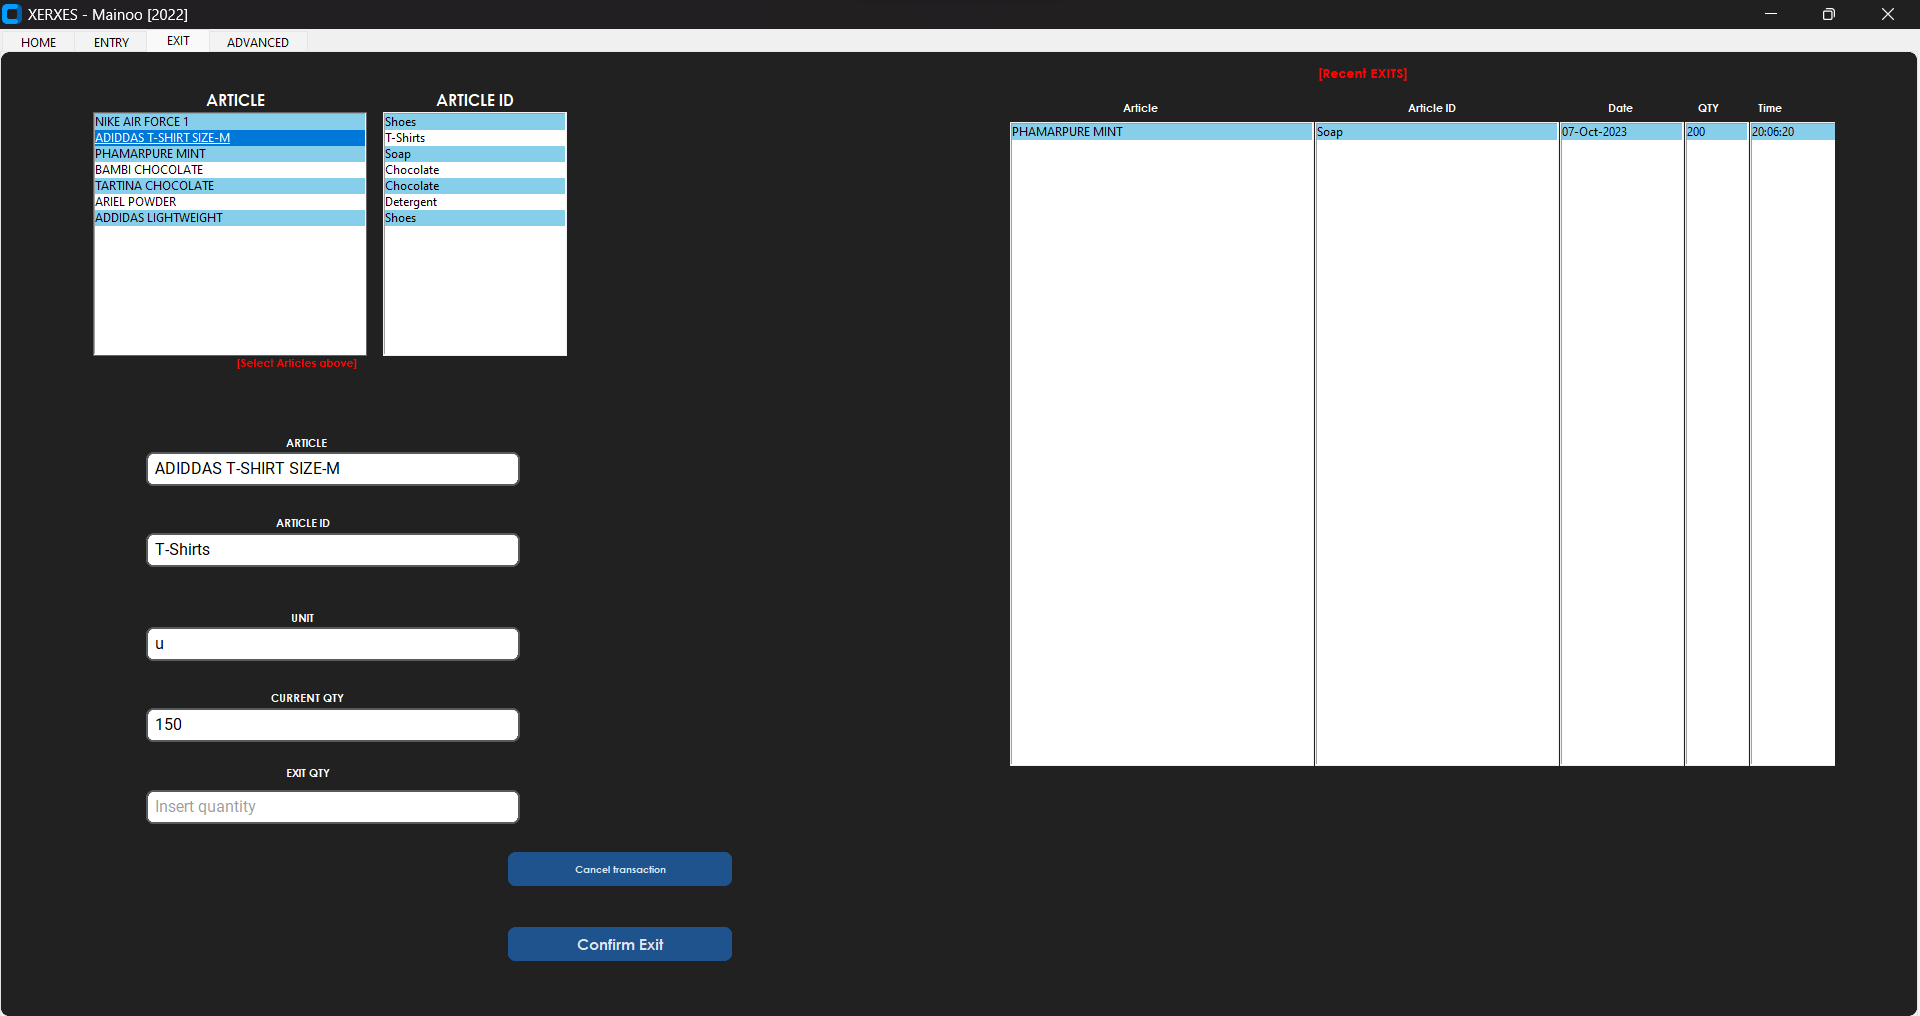 XERXES - Mainoo [2022]
HOME ENTRY EXIT ADVANCED
ARTICLE ARTICLE ID
NIKE AIR FORCE 1 Shoes
ADIDDAS T-SHIRT SIZE-M T-Shirts
PHAMARPURE MINT Soap
BAMBI CHOCOLATE Chocolate
TARTINA CHOCOLATE Chocolate
ARIEL POWDER Detergent
ADDIDAS LIGHTWEIGHT Shoes
[Select Articles above]
ARTICLE
ADIDDAS T-SHIRT SIZE-M
ARTICLE ID
T-Shirts
UNIT
u
CURRENT QTY
150
EXIT QTY
Insert quantity
Cancel transaction
Confirm Exit
[Recent EXITS]
Article Article ID Date QTY Time
PHAMARPURE MINT Soap 07-Oct-2023 200 20:06:20